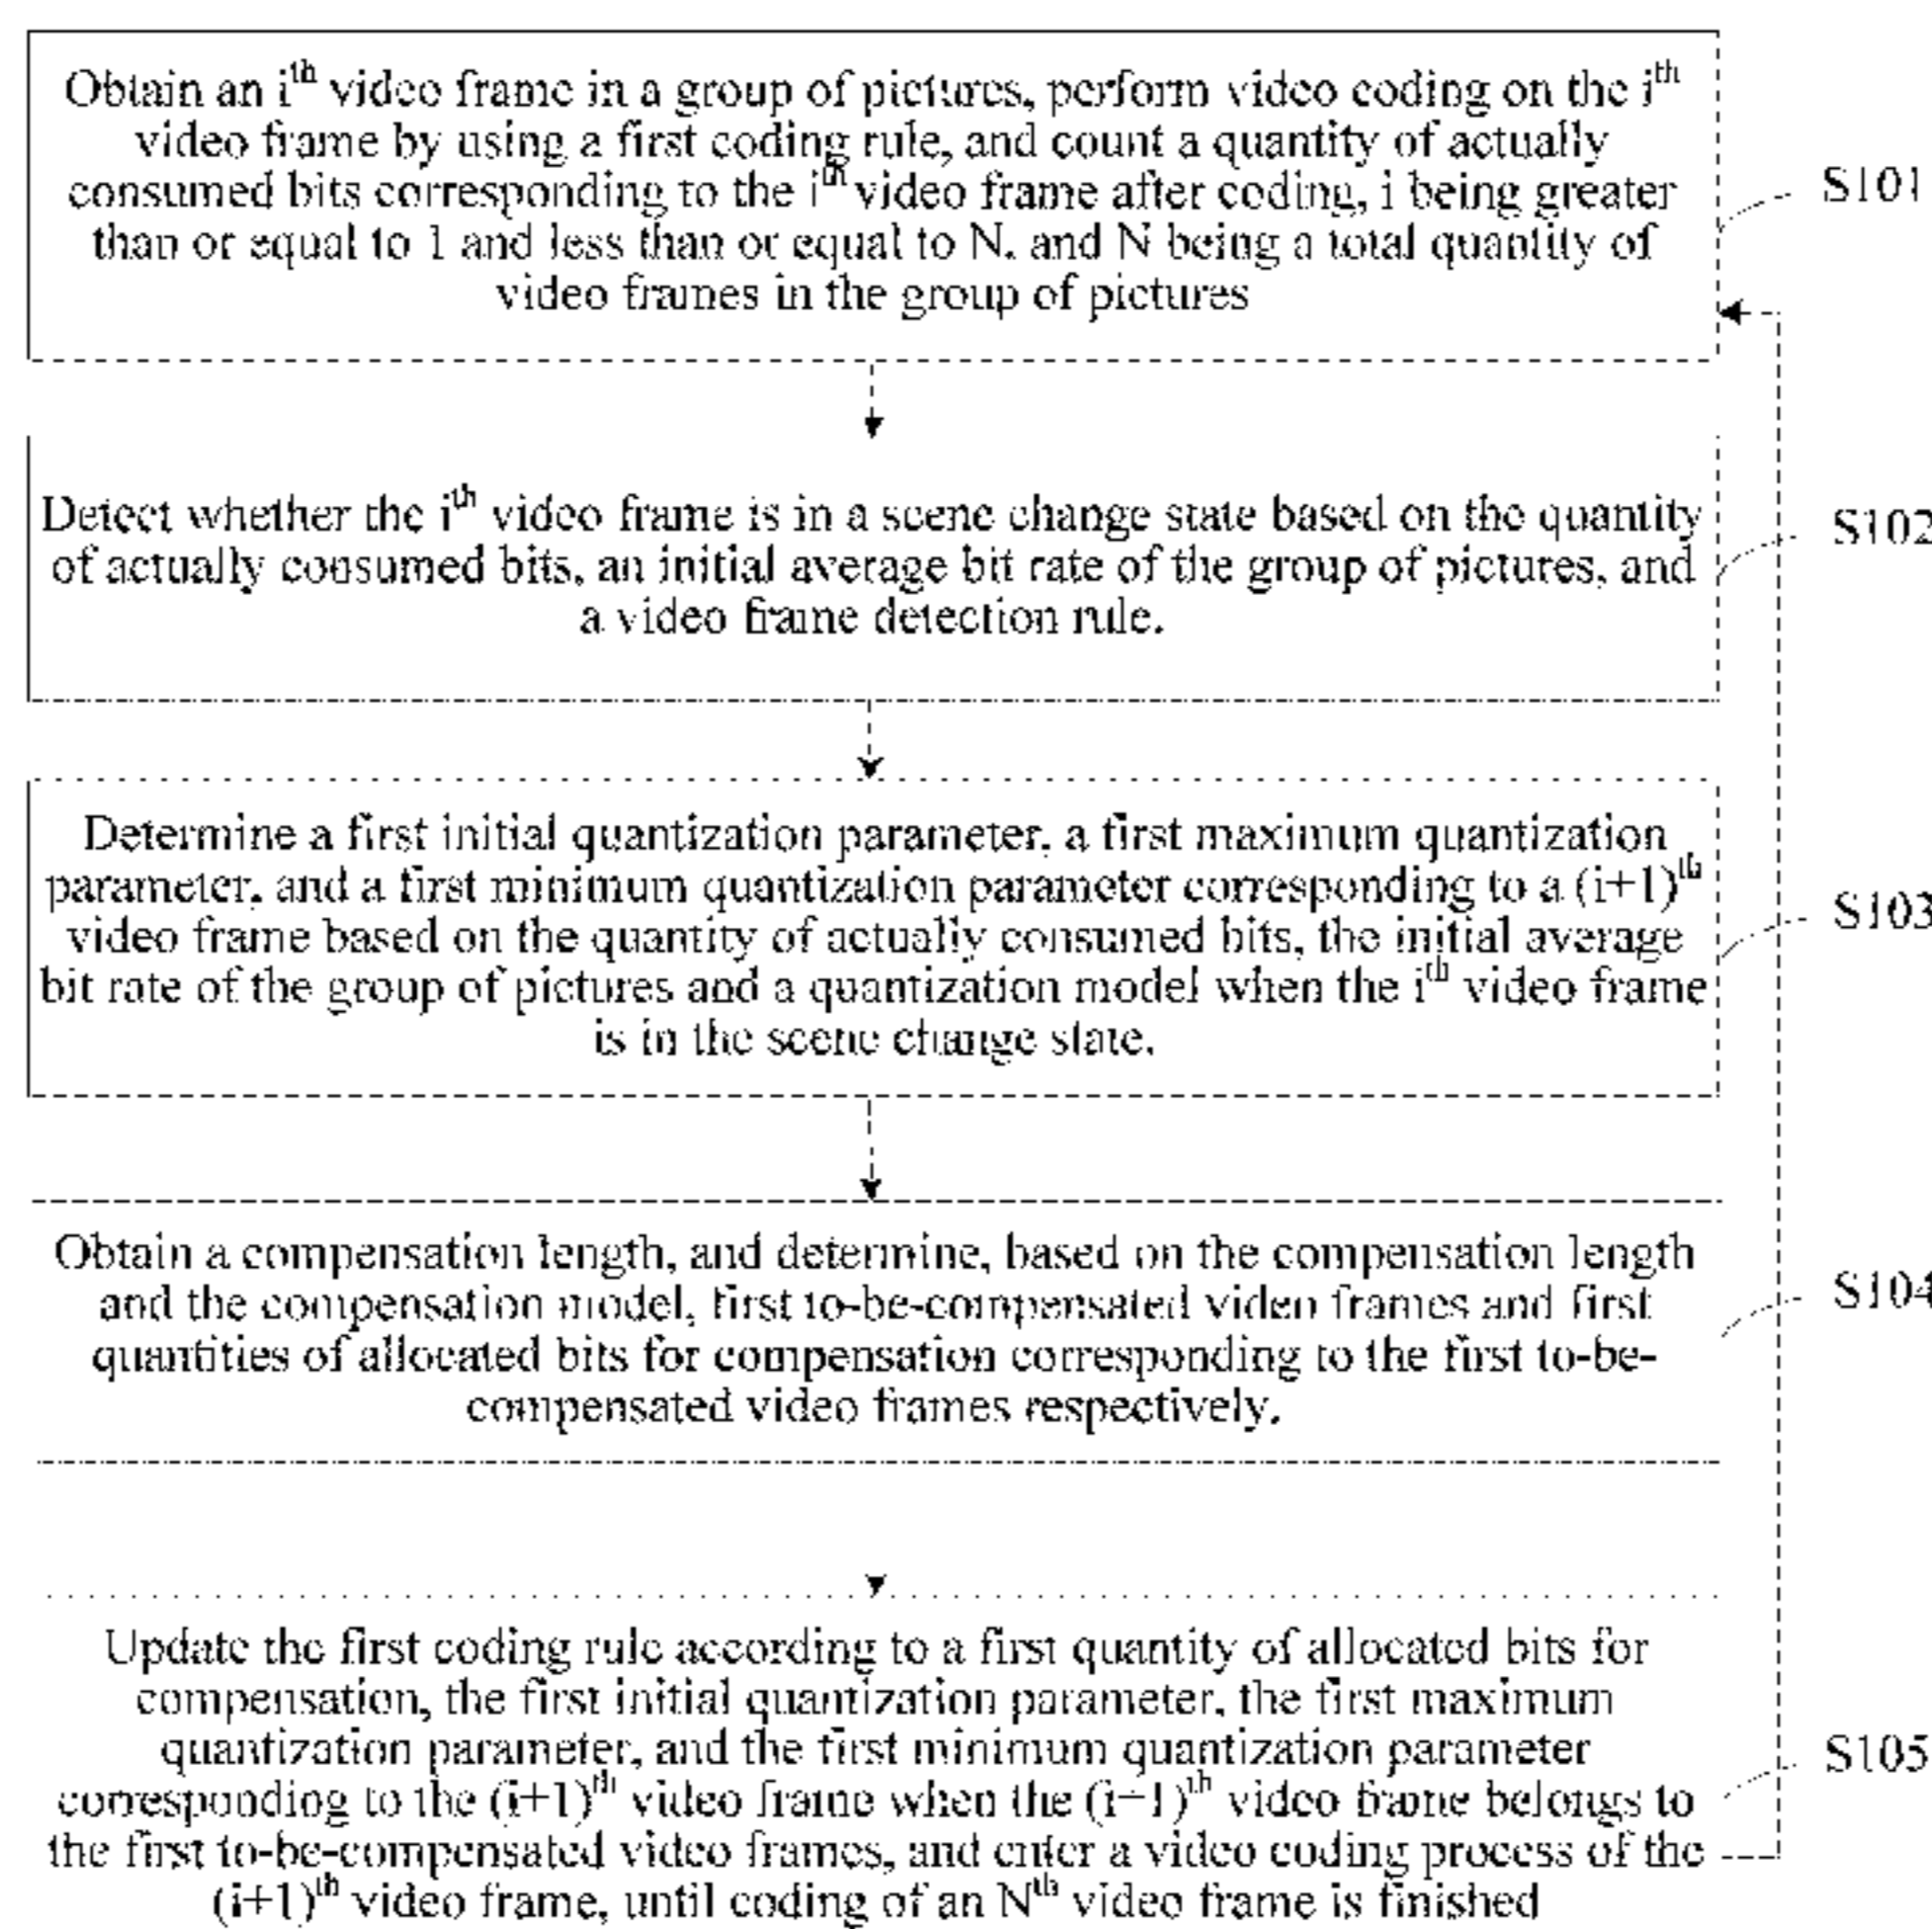 Obtain an i^th video frame in a group of pictures, perform video coding on the i^th
video frame by using a first coding rule, and count a quantity of actually
consumed bits corresponding to the i^th video frame after coding, i being greater
than or equal to 1 and less than or equal to N, and N being a total quantity of
video frames in the group of pictures
S101
Detect whether the i^th video frame is in a scene change state based on the quantity
of actually consumed bits, an initial average bit rate of the group of pictures, and
a video frame detection rule.
S102
Determine a first initial quantization parameter, a first maximum quantization
parameter, and a first minimum quantization parameter corresponding to a (i+1)^th
video frame based on the quantity of actually consumed bits, the initial average
bit rate of the group of pictures and a quantization model when the i^th video frame
is in the scene change state.
S103
Obtain a compensation length, and determine, based on the compensation length
and the compensation model, first to-be-compensated video frames and first
quantities of allocated bits for compensation corresponding to the first to-be-
compensated video frames respectively.
S104
Update the first coding rule according to a first quantity of allocated bits for
compensation, the first initial quantization parameter, the first maximum
quantization parameter, and the first minimum quantization parameter
corresponding to the (i+1)^th video frame when the (i+1)^th video frame belongs to
the first to-be-compensated video frames, and enter a video coding process of the
(i+1)^th video frame, until coding of an N^th video frame is finished
S105